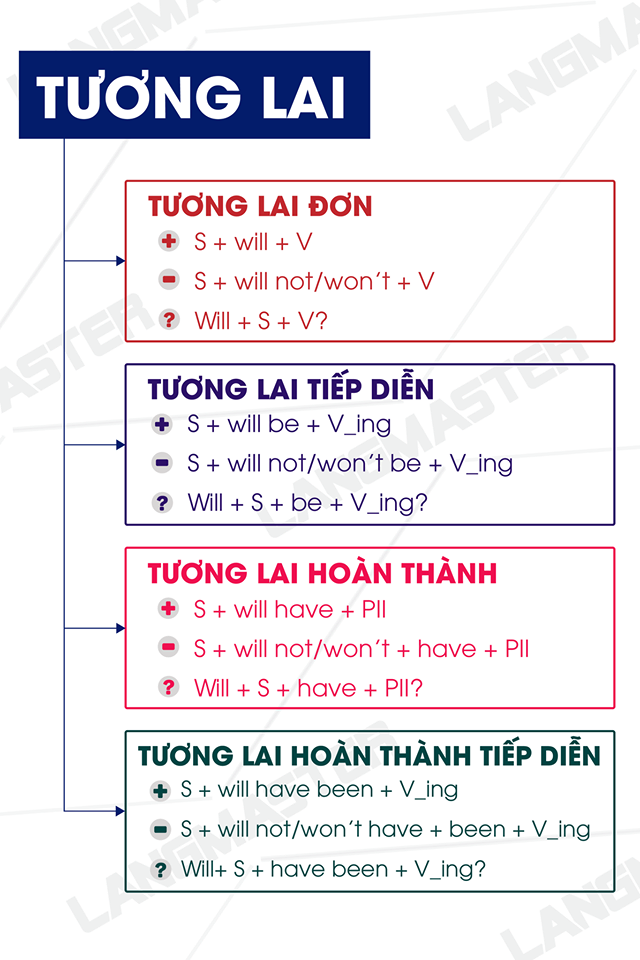 LANGMASTER
TƯƠNG LAI
TƯƠNG LAI ĐƠN
+ S + will + V
- S + will not/won't + V
? Will + S + V?
LANGMASTER
TƯƠNG LAI TIẾP DIỄN
+ S + will be + V_ing
- S + will not/won't be + V_ing
? Will + S + be + V_ing?
LANGMASTER
TƯƠNG LAI HOÀN THÀNH
+ S + will have + PII
- S + will not/won't + have + PII
? Will + S + have + PII?
TƯƠNG LAI HOÀN THÀNH TIẾP DIỄN
+ S + will have been + V_ing
- S + will not/won't have + been + V_ing
? Will+ S + have been + V_ing?
LANGMASTER